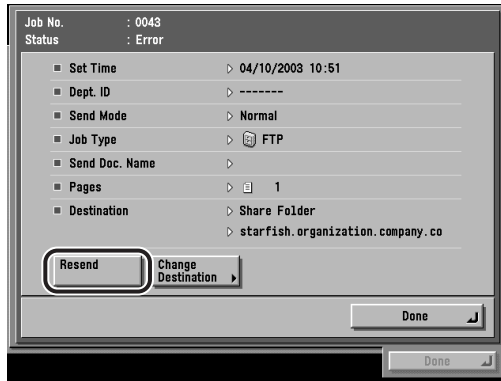 Job No. : 0043
Status : Error
Set Time 04/10/2003 10:51
Dept. ID -------
Send Mode Normal
Job Type FTP
Send Doc. Name
Pages 1
Destination Share Folder
starfish.organization.company.co
Resend
Change
Destination
Done
Done